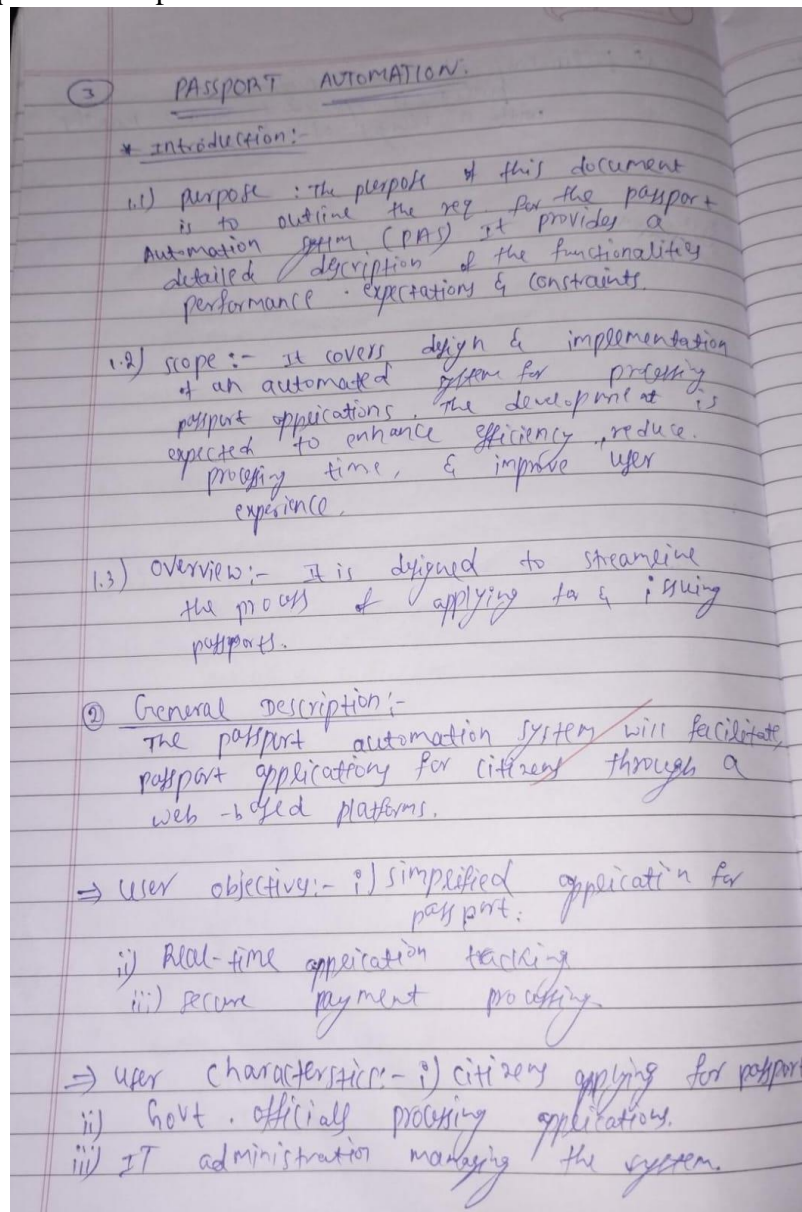 3 PASSPORT AUTOMATION.
* Introduction:-
1.1) purpose : The purpose of this document
is to outline the req for the passport
Automation system (PAS) It provides a
detailed description of the functionalities
performance . expectations & constraints.
1.2) scope :- It covers design & implementation
of an automated system for processing
passport applications. The development is
expected to enhance efficiency, reduce.
processing time, & improve user
experience.
1.3) Overview:- It is designed to streamline
the process of applying for & issuing
passports.
② General Description:-
The passport automation system will facilitate
passport applications for citizens through a
web-based platforms.
⇒ user objectives:- i) simplified application for
passport.
ii) Real-time application tracking
iii) secure payment processing.
⇒ user characterstics:- i) citizens applying for passport
ii) Govt. officials processing applications.
iii) IT administration managing the system.